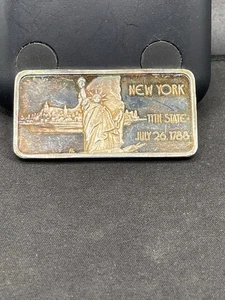 NEW YORK
11TH STATE
JULY 26, 1788